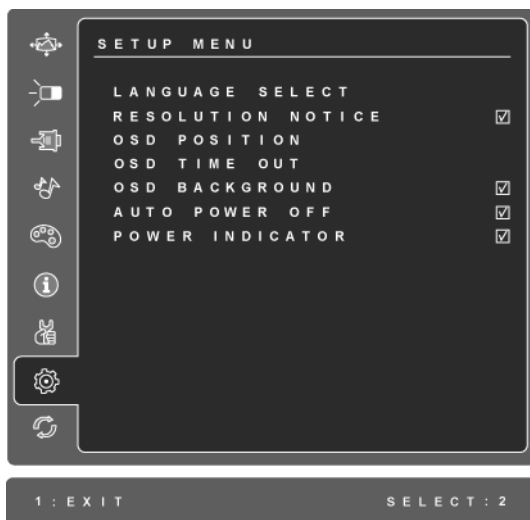 SETUP MENU
LANGUAGE SELECT
RESOLUTION NOTICE
OSD POSITION
OSD TIME OUT
OSD BACKGROUND
AUTO POWER OFF
POWER INDICATOR
1:EXIT SELECT:2